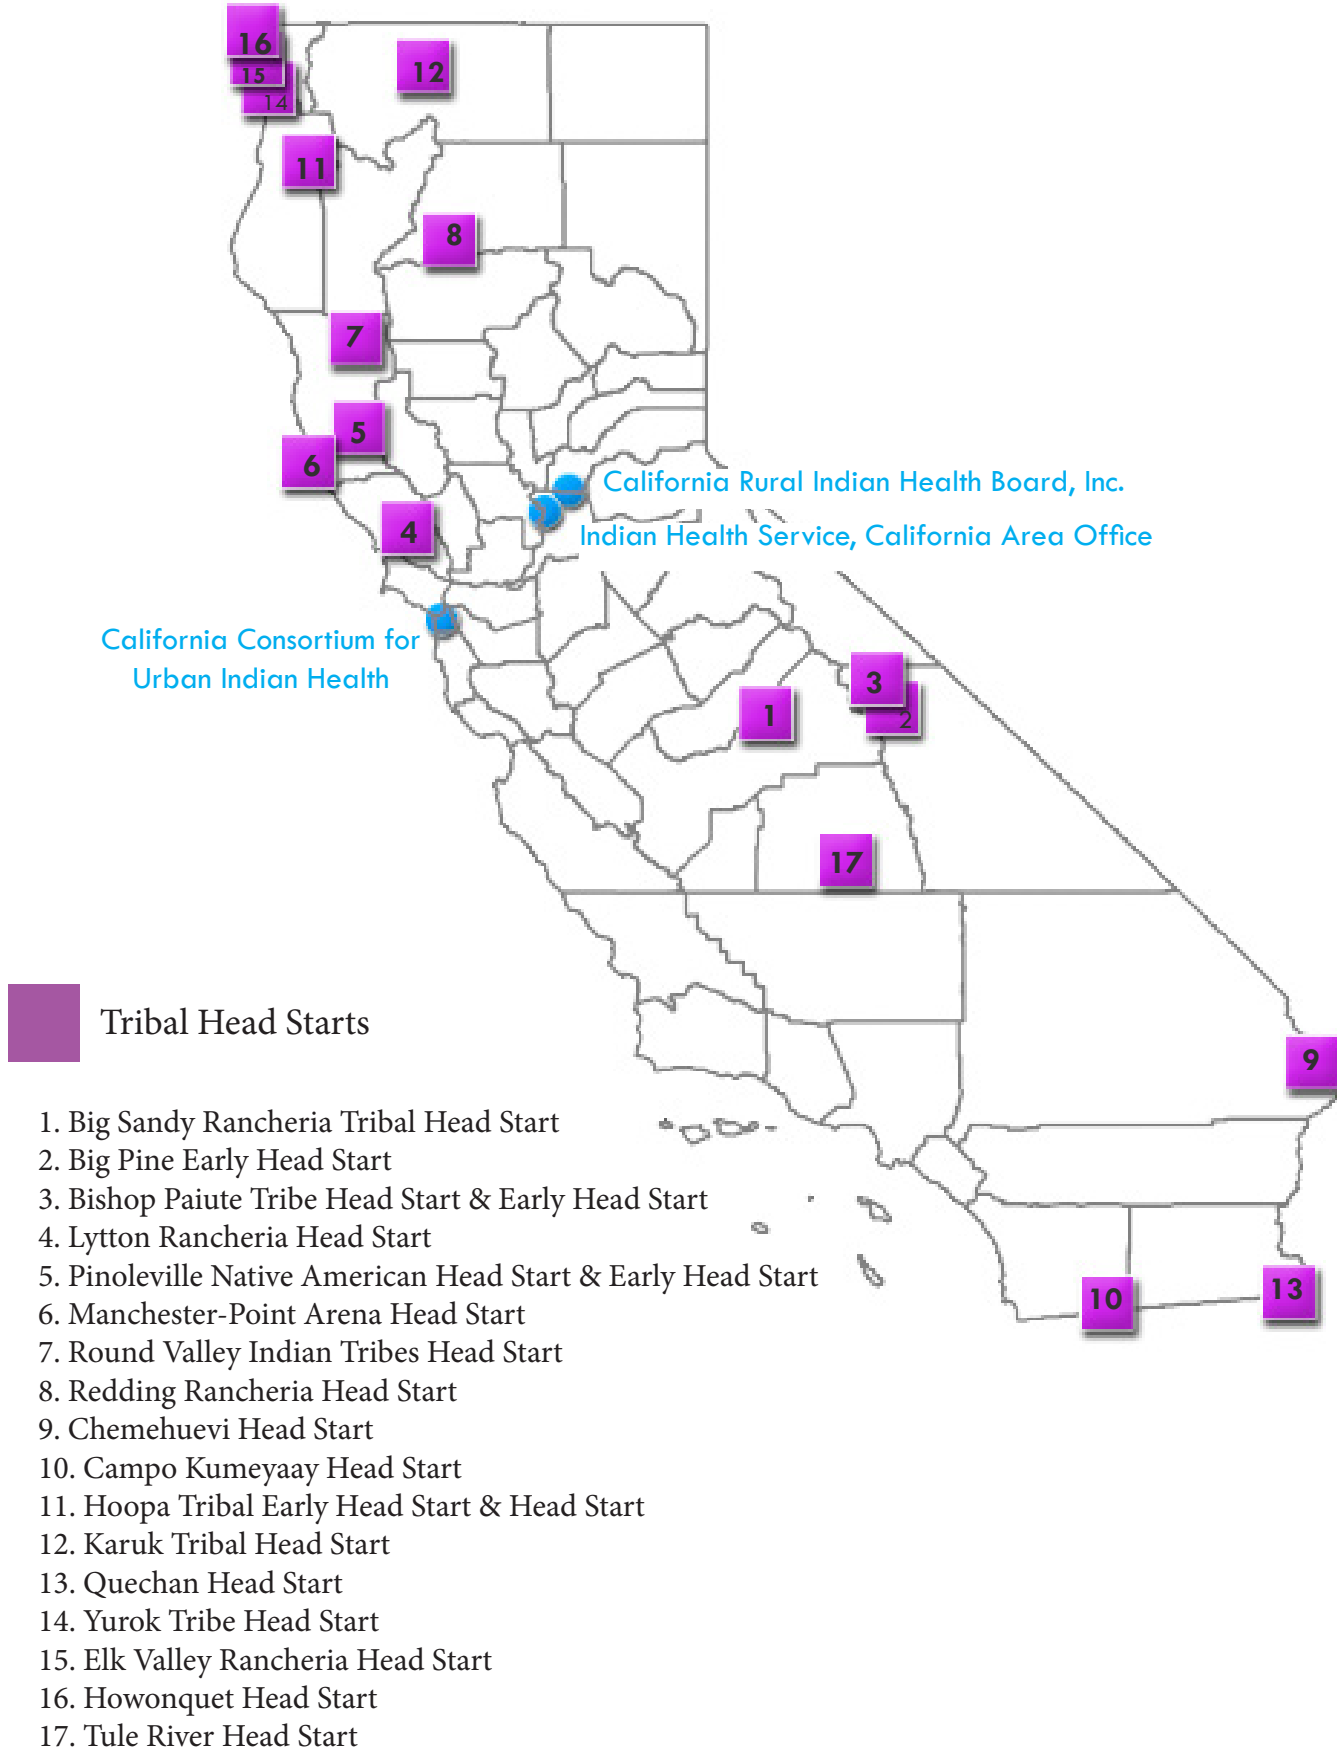 16
15
14
12
11
8
7
5
6
4
California Rural Indian Health Board, Inc.
Indian Health Service, California Area Office
California Consortium for
Urban Indian Health
3
2
1
17
9
10
13
Tribal Head Starts
1. Big Sandy Rancheria Tribal Head Start
2. Big Pine Early Head Start
3. Bishop Paiute Tribe Head Start & Early Head Start
4. Lytton Rancheria Head Start
5. Pinoleville Native American Head Start & Early Head Start
6. Manchester-Point Arena Head Start
7. Round Valley Indian Tribes Head Start
8. Redding Rancheria Head Start
9. Chemehuevi Head Start
10. Campo Kumeyaay Head Start
11. Hoopa Tribal Early Head Start & Head Start
12. Karuk Tribal Head Start
13. Quechan Head Start
14. Yurok Tribe Head Start
15. Elk Valley Rancheria Head Start
16. Howonquet Head Start
17. Tule River Head Start